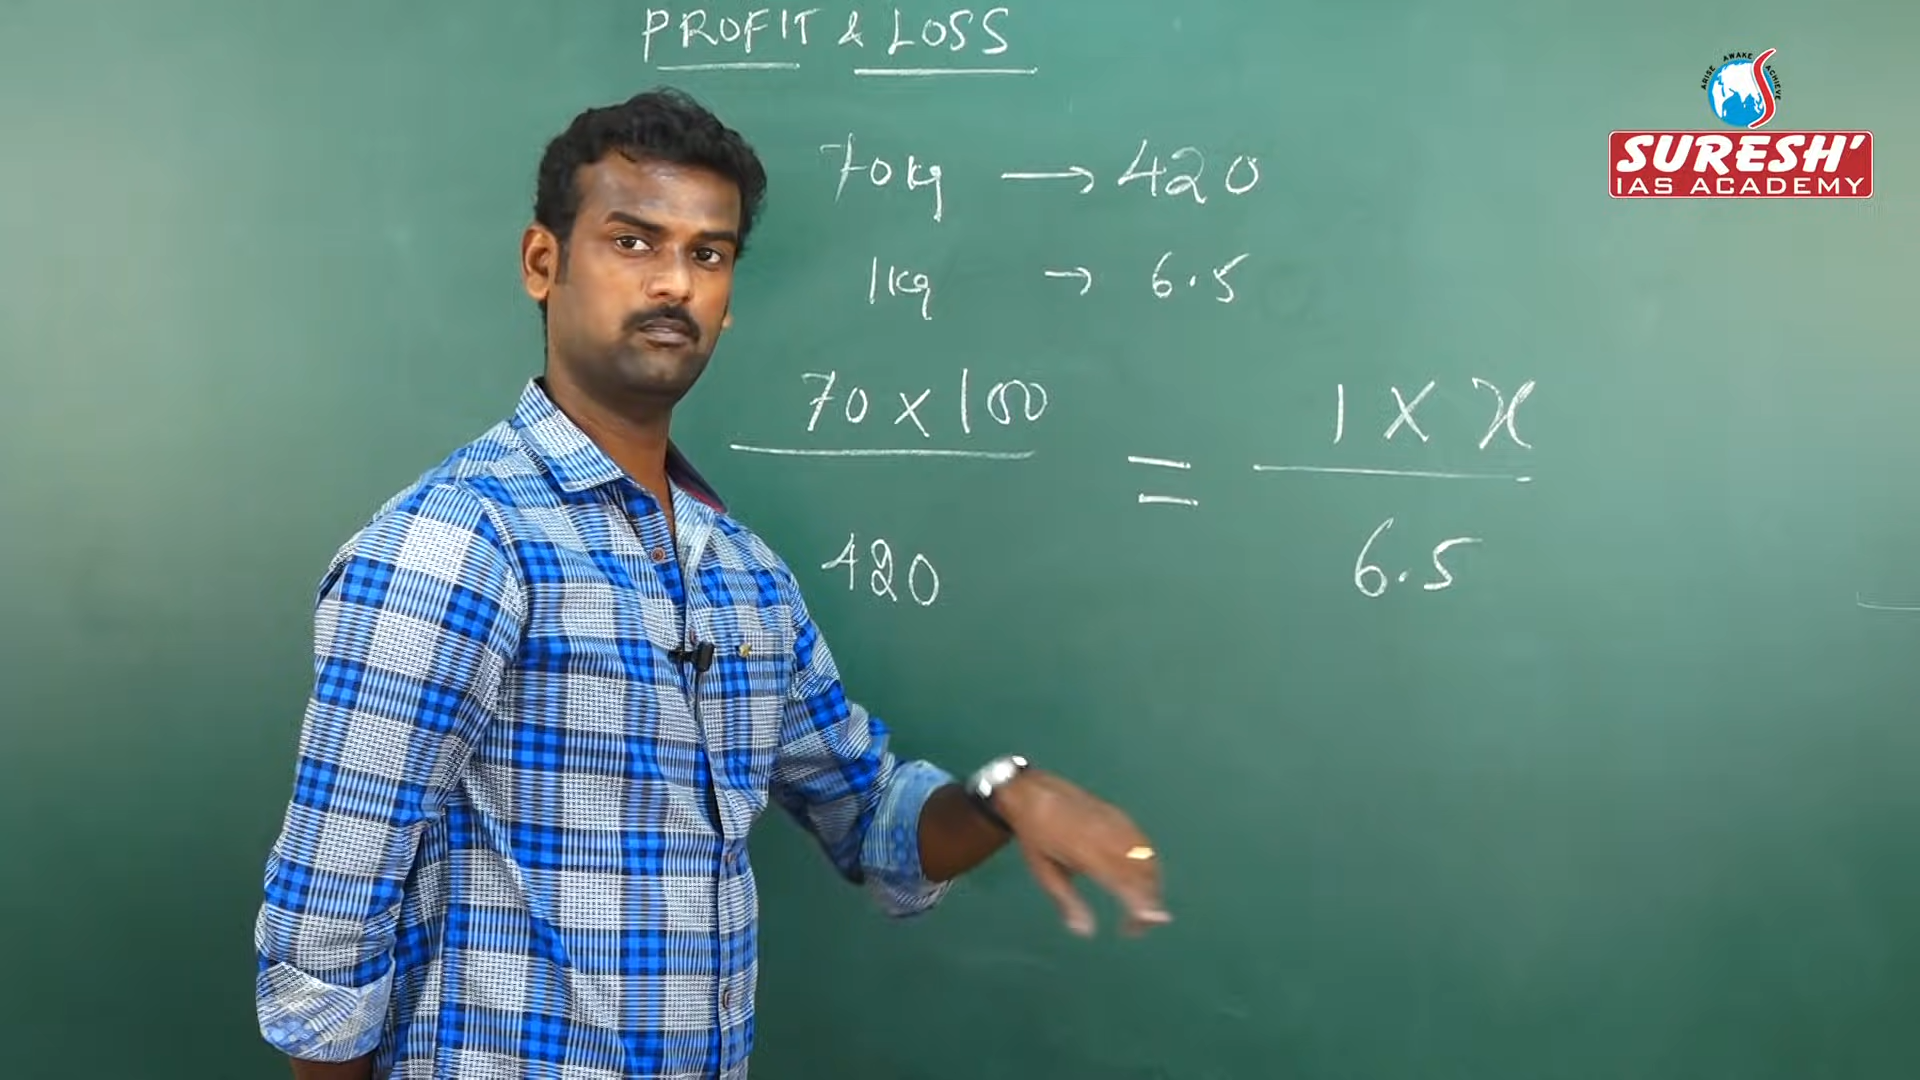 PROFIT & LOSS
70kg → 420
1kg → 6.5
70 x 100
420
=
1 X x
6.5
ARISE AWAKE ACHIEVE
SURESH'
IAS ACADEMY